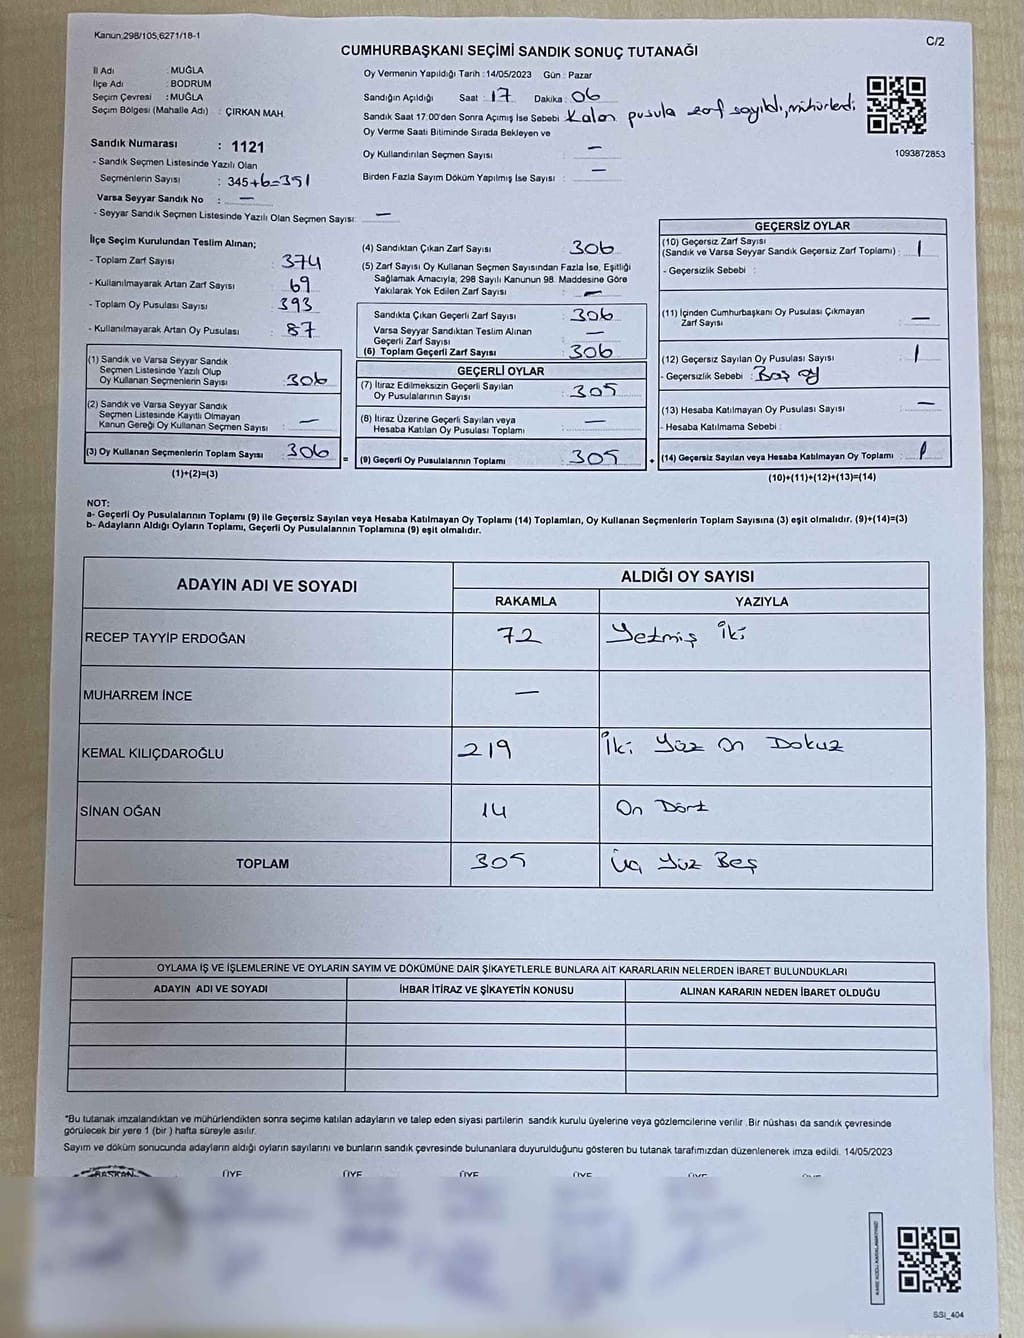 Kanun;298/105,6271/18-1
C/2
CUMHURBAŞKANI SEÇİMİ SANDIK SONUÇ TUTANAĞI
İl Adı : MUĞLA
İlçe Adı : BODRUM
Seçim Çevresi : MUĞLA
Seçim Bölgesi (Mahalle Adı) : ÇIRKAN MAH.
Sandık Numarası : 1121
- Sandık Seçmen Listesinde Yazılı Olan
Seçmenlerin Sayısı : 345+6=351
Varsa Seyyar Sandık No : —
- Seyyar Sandık Seçmen Listesinde Yazılı Olan Seçmen Sayısı: —
Oy Vermenin Yapıldığı Tarih : 14/05/2023 Gün : Pazar
Sandığın Açıldığı Saat : 17 Dakika : 06
Sandık Saat 17:00'den Sonra Açımış İse Sebebi : Kalan pusula zarf sayıldı, mühürlendi
Oy Verme Saati Bitiminde Sırada Bekleyen ve
Oy Kullandırılan Seçmen Sayısı : —
Birden Fazla Sayım Döküm Yapılmış İse Sayısı : —
1093872853
İlçe Seçim Kurulundan Teslim Alınan;
- Toplam Zarf Sayısı : 374
- Kullanılmayarak Artan Zarf Sayısı : 69
- Toplam Oy Pusulası Sayısı : 393
- Kullanılmayarak Artan Oy Pusulası : 87
(1) Sandık ve Varsa Seyyar Sandık
Seçmen Listesinde Yazılı Olup
Oy Kullanan Seçmenlerin Sayısı : 306
(2) Sandık ve Varsa Seyyar Sandık
Seçmen Listesinde Kayıtlı Olmayan
Kanun Gereği Oy Kullanan Seçmen Sayısı : —
(3) Oy Kullanan Seçmenlerin Toplam Sayısı : 306
(1)+(2)=(3)
(4) Sandıktan Çıkan Zarf Sayısı : 306
(5) Zarf Sayısı Oy Kullanan Seçmen Sayısından Fazla İse, Eşitliği
Sağlamak Amacıyla, 298 Sayılı Kanunun 98. Maddesine Göre
Yakılarak Yok Edilen Zarf Sayısı : —
Sandıkta Çıkan Geçerli Zarf Sayısı : 306
Varsa Seyyar Sandıktan Teslim Alınan
Geçerli Zarf Sayısı : —
(6) Toplam Geçerli Zarf Sayısı : 306
GEÇERLİ OYLAR
(7) İtiraz Edilmeksizin Geçerli Sayılan
Oy Pusulalarının Sayısı : 305
(8) İtiraz Üzerine Geçerli Sayılan veya
Hesaba Katılan Oy Pusulası Toplamı : —
= (9) Geçerli Oy Pusulalarının Toplamı : 305 +
GEÇERSİZ OYLAR
(10) Geçersiz Zarf Sayısı
(Sandık ve Varsa Seyyar Sandık Geçersiz Zarf Toplamı) : 1
- Geçersizlik Sebebi :
(11) İçinden Cumhurbaşkanı Oy Pusulası Çıkmayan
Zarf Sayısı : —
(12) Geçersiz Sayılan Oy Pusulası Sayısı : 1
- Geçersizlik Sebebi : Boş oy
(13) Hesaba Katılmayan Oy Pusulası Sayısı : —
- Hesaba Katılmama Sebebi :
(14) Geçersiz Sayılan veya Hesaba Katılmayan Oy Toplamı : 1
(10)+(11)+(12)+(13)=(14)
NOT:
a- Geçerli Oy Pusulalarının Toplamı (9) ile Geçersiz Sayılan veya Hesaba Katılmayan Oy Toplamı (14) Toplamları, Oy Kullanan Seçmenlerin Toplam Sayısına (3) eşit olmalıdır. (9)+(14)=(3)
b- Adayların Aldığı Oyların Toplamı, Geçerli Oy Pusulalarının Toplamına (9) eşit olmalıdır.
ADAYIN ADI VE SOYADI ALDIĞI OY SAYISI
RAKAMLA YAZIYLA
RECEP TAYYİP ERDOĞAN 72 Yetmiş İki
MUHARREM İNCE —
KEMAL KILIÇDAROĞLU 219 İki Yüz On Dokuz
SİNAN OĞAN 14 On Dört
TOPLAM 305 Üç Yüz Beş
OYLAMA İŞ VE İŞLEMLERİNE VE OYLARIN SAYIM VE DÖKÜMÜNE DAİR ŞİKAYETLERLE BUNLARA AİT KARARLARIN NELERDEN İBARET BULUNDUKLARI
ADAYIN ADI VE SOYADI İHBAR İTİRAZ VE ŞİKAYETİN KONUSU ALINAN KARARIN NEDEN İBARET OLDUĞU
*Bu tutanak imzalandıktan ve mühürlendikten sonra seçime katılan adayların ve talep eden siyasi partilerin sandık kurulu üyelerine veya gözlemcilerine verilir .Bir nüshası da sandık çevresinde
görülecek bir yere 1 (bir ) hafta süreyle asılır.
Sayım ve döküm sonucunda adayların aldığı oyların sayılarını ve bunların sandık çevresinde bulunanlara duyurulduğunu gösteren bu tutanak tarafımızdan düzenlenerek imza edildi. 14/05/2023
BAŞKAN ÜYE ÜYE ÜYE ÜYE ÜYE
SSI_404